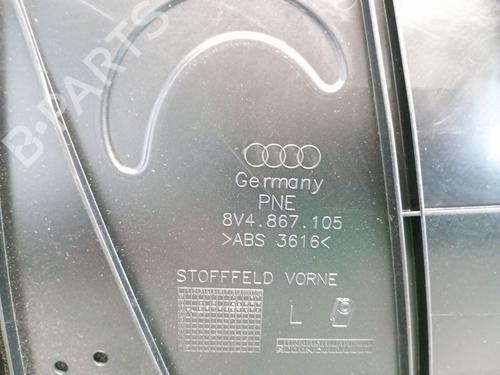 B-PARTS
Germany
PNE
8V4.867.105
>ABS 3616<
STOFFFELD VORNE
L